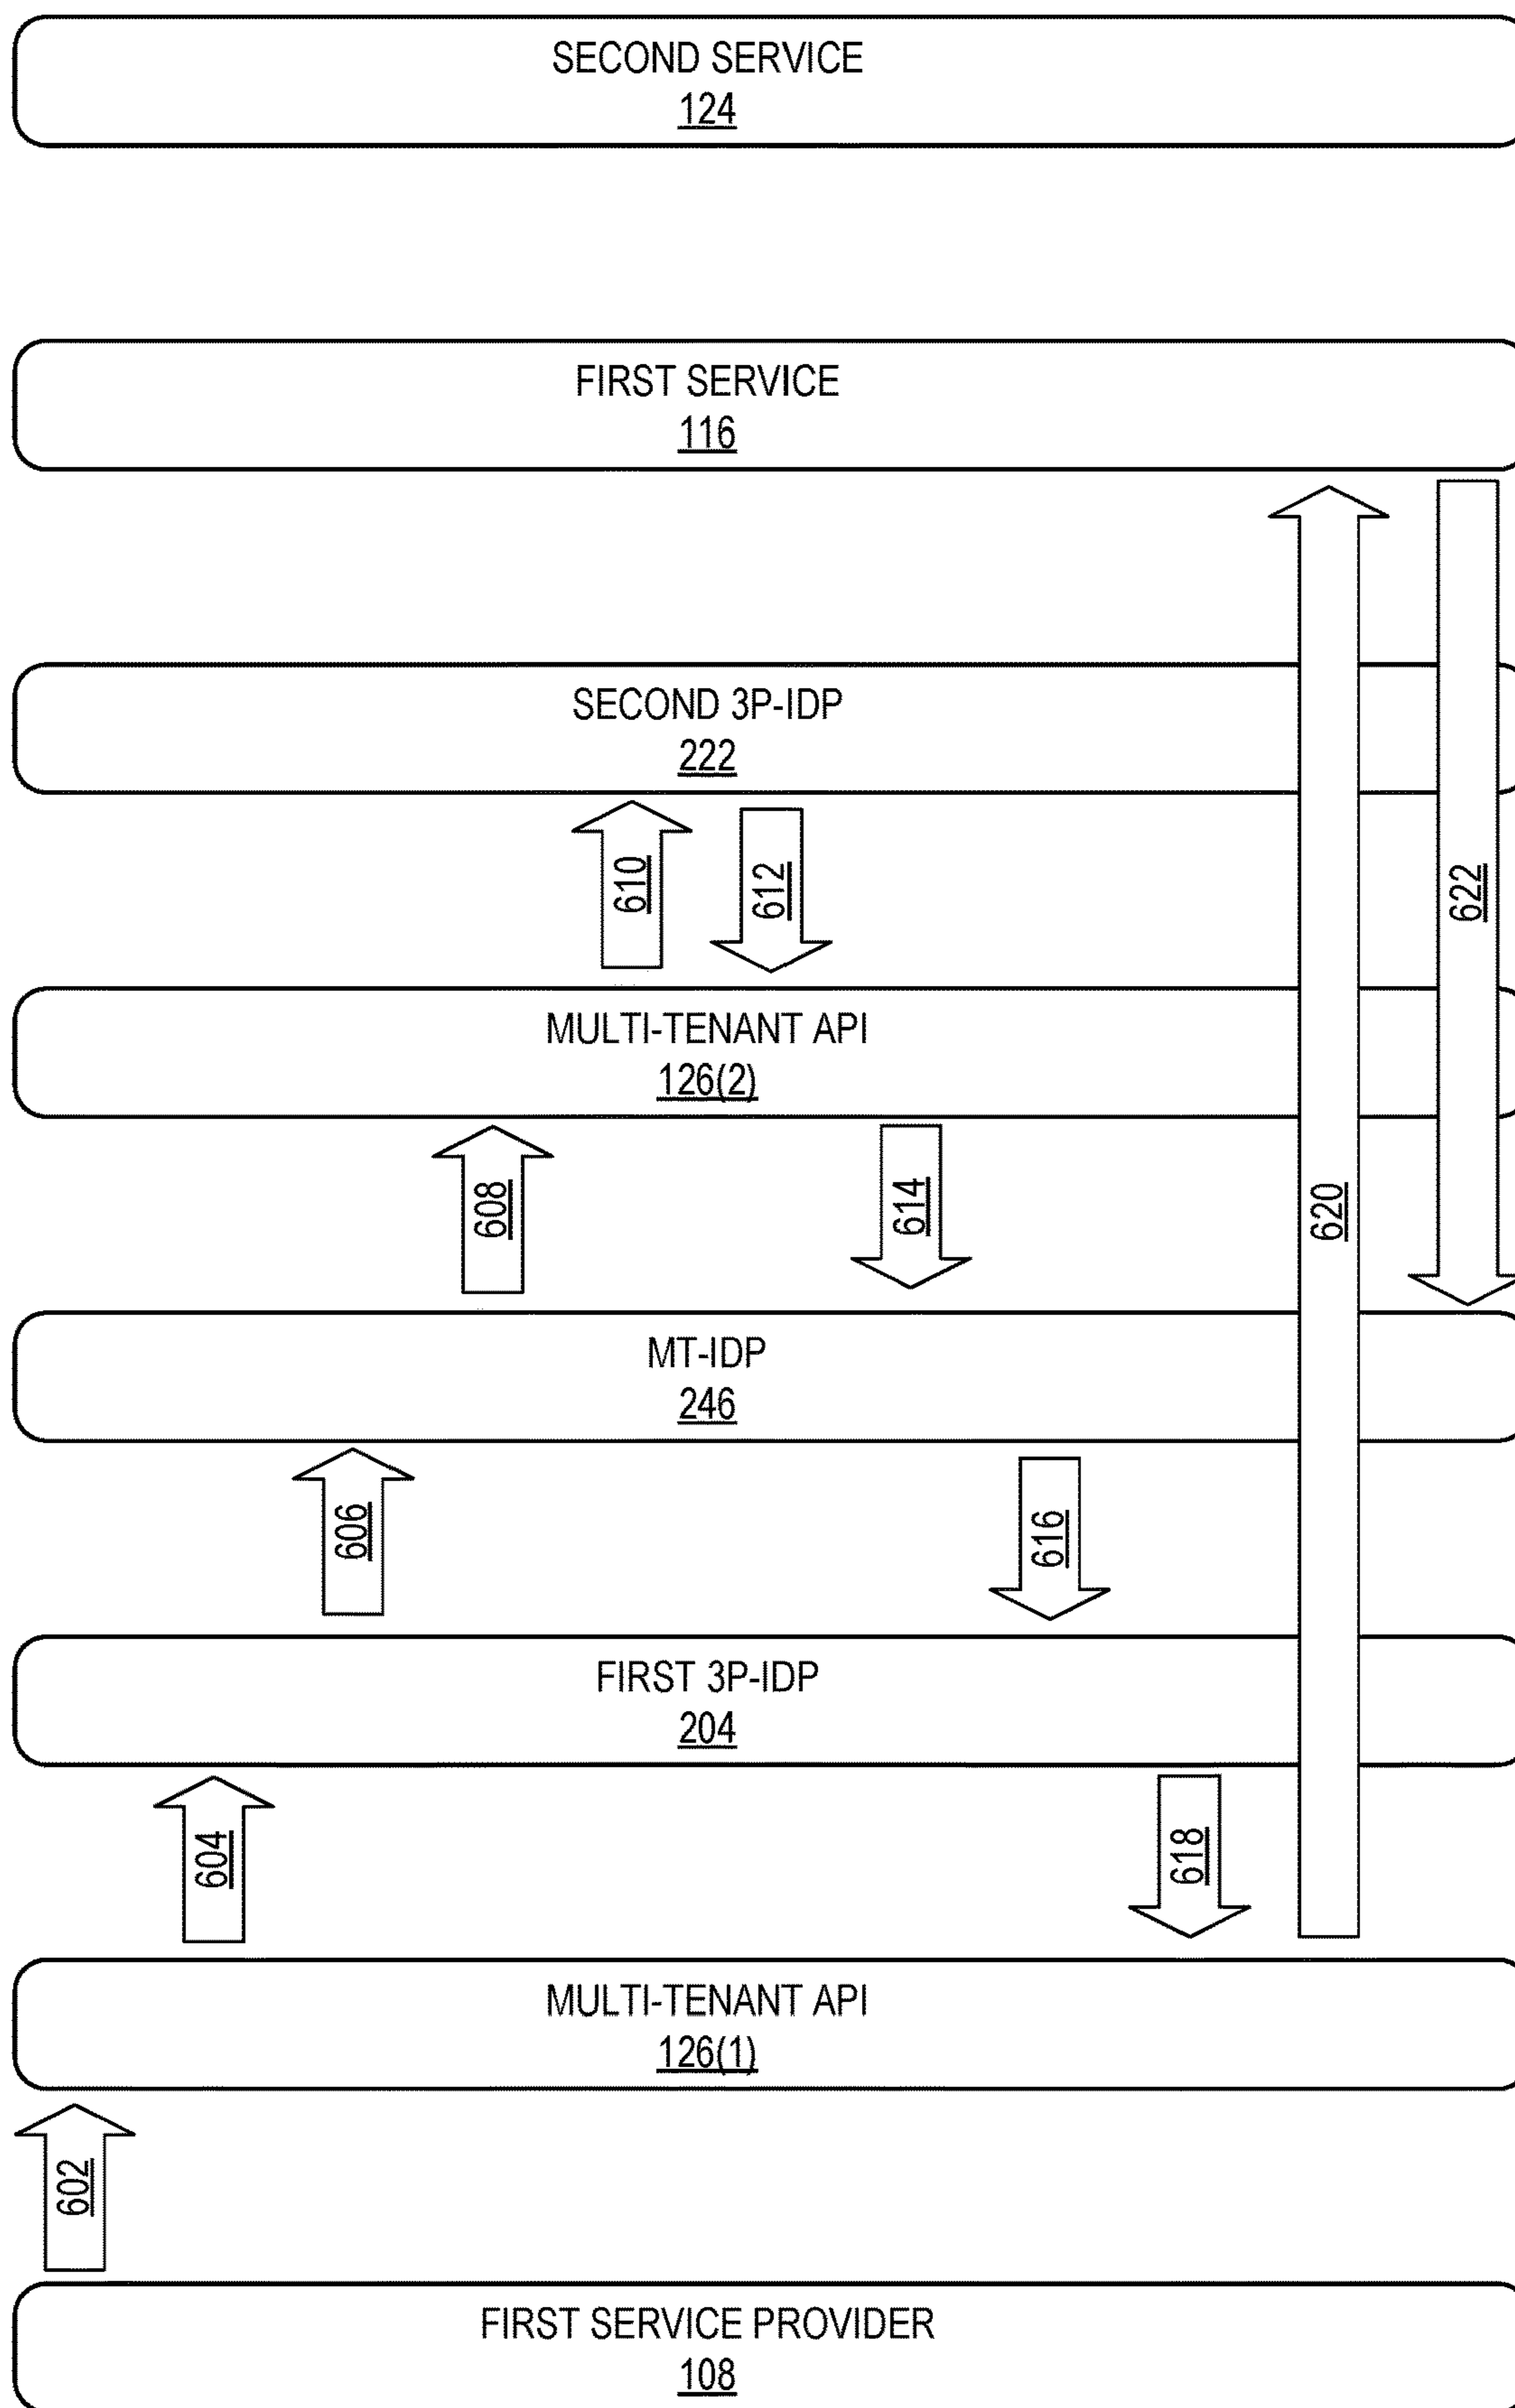 SECOND SERVICE
124
FIRST SERVICE
116
SECOND 3P-IDP
222
610
612
622
MULTI-TENANT API
126(2)
608
614
620
MT-IDP
246
606
616
FIRST 3P-IDP
204
604
618
MULTI-TENANT API
126(1)
602
FIRST SERVICE PROVIDER
108